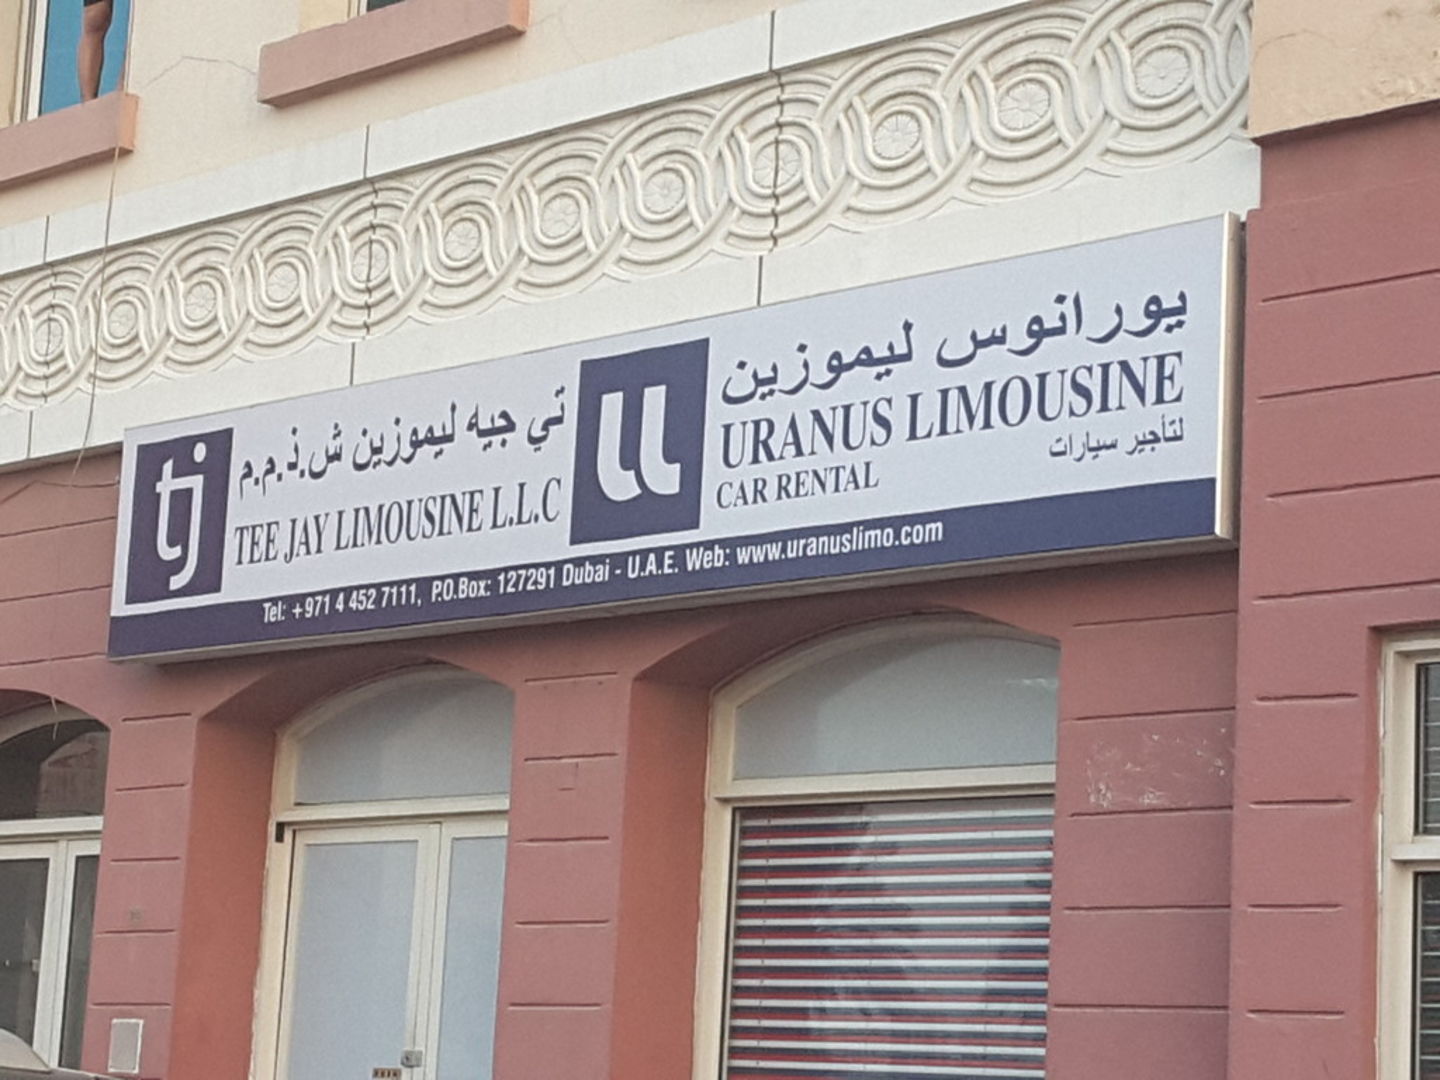 tj
تي جيه ليموزين ش.ذ.م.م
TEE JAY LIMOUSINE L.L.C
ul
يورانوس ليموزين
URANUS LIMOUSINE
لتأجير سيارات
CAR RENTAL
Tel: +971 4 452 7111, P.O.Box: 127291 Dubai - U.A.E. Web: www.uranuslimo.com